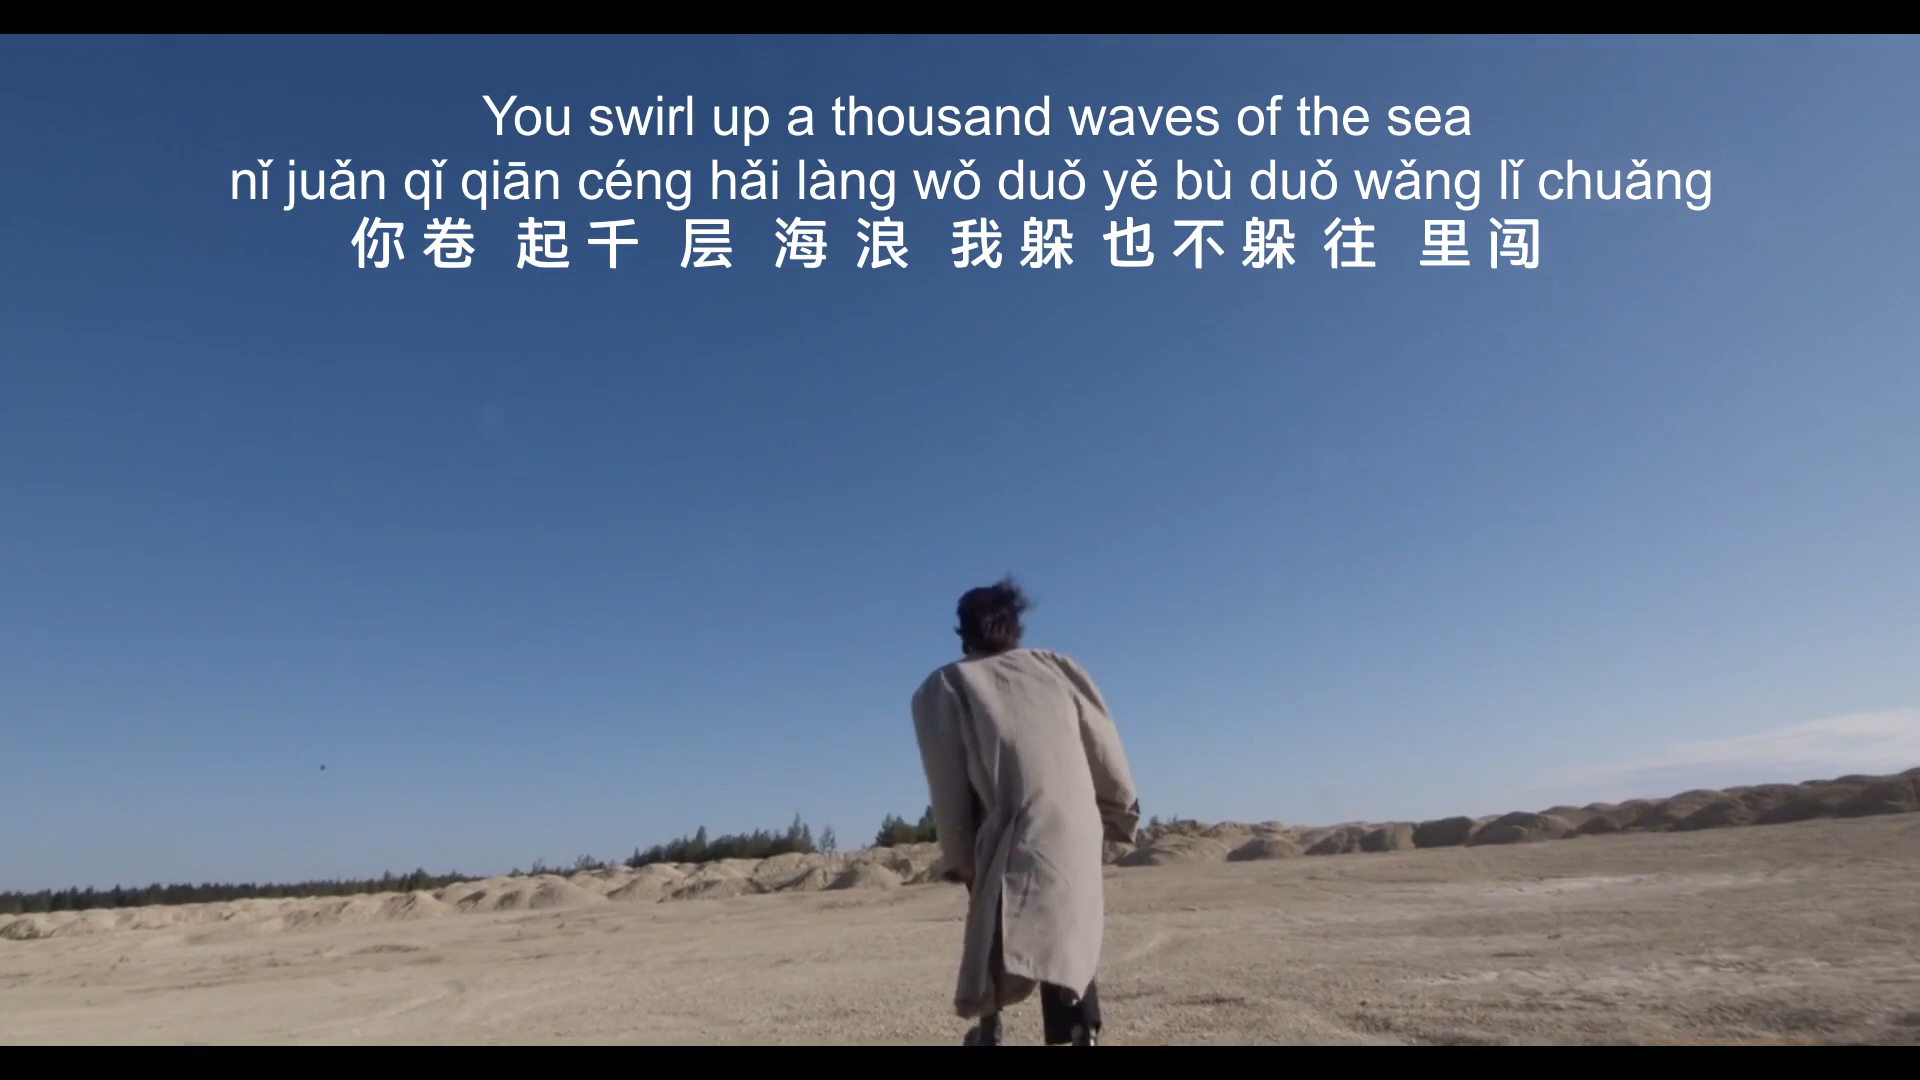 You swirl up a thousand waves of the sea
nǐ juǎn qǐ qiān céng hǎi làng wǒ duǒ yě bù duǒ wǎng lǐ chuǎng
你 卷 起 千 层 海 浪 我 躲 也 不 躲 往 里 闯